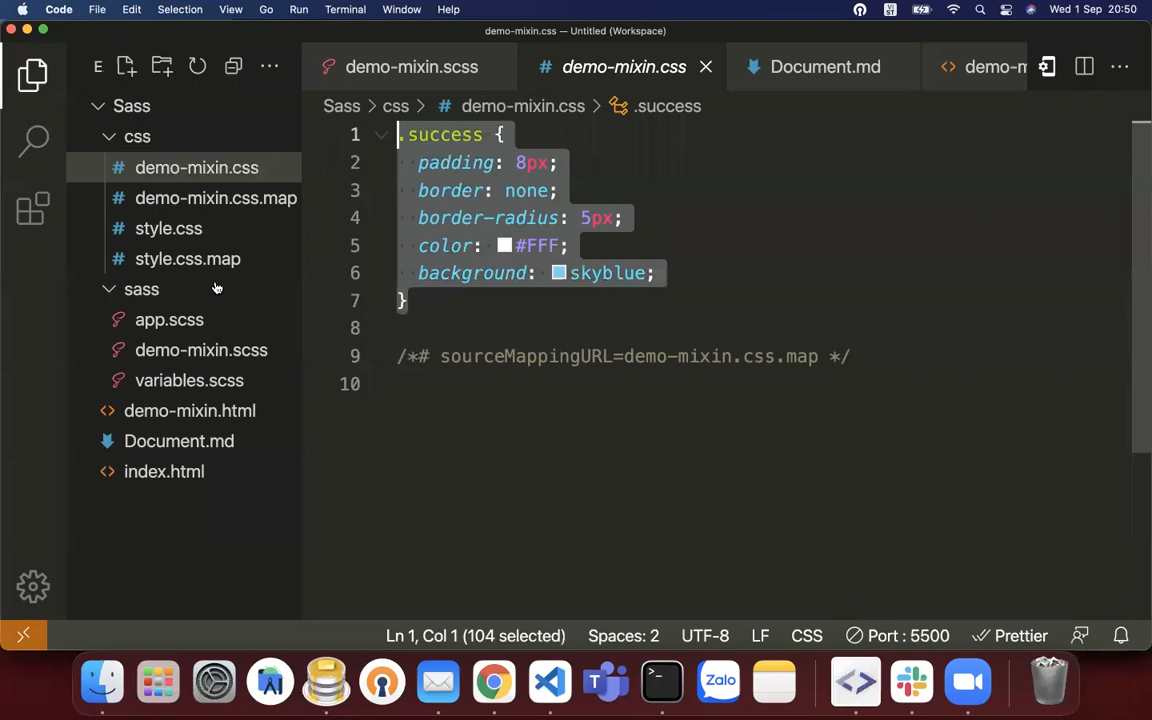 Code File Edit Selection View Go Run Terminal Window Help VI ST Wed 1 Sep 20:50
demo-mixin.css — Untitled (Workspace)
E demo-mixin.scss demo-mixin.css Document.md demo-m
Sass
Sass css demo-mixin.css .success
css
1 .success {
demo-mixin.css
2 padding: 8px;
demo-mixin.css.map
3 border: none;
style.css
4 border-radius: 5px;
style.css.map
5 color: #FFF;
sass
6 background: skyblue;
app.scss
7 }
demo-mixin.scss
8
variables.scss
9 /*# sourceMappingURL=demo-mixin.css.map */
demo-mixin.html
10
Document.md
index.html
Ln 1, Col 1 (104 selected) Spaces: 2 UTF-8 LF CSS Port : 5500 Prettier
Zalo